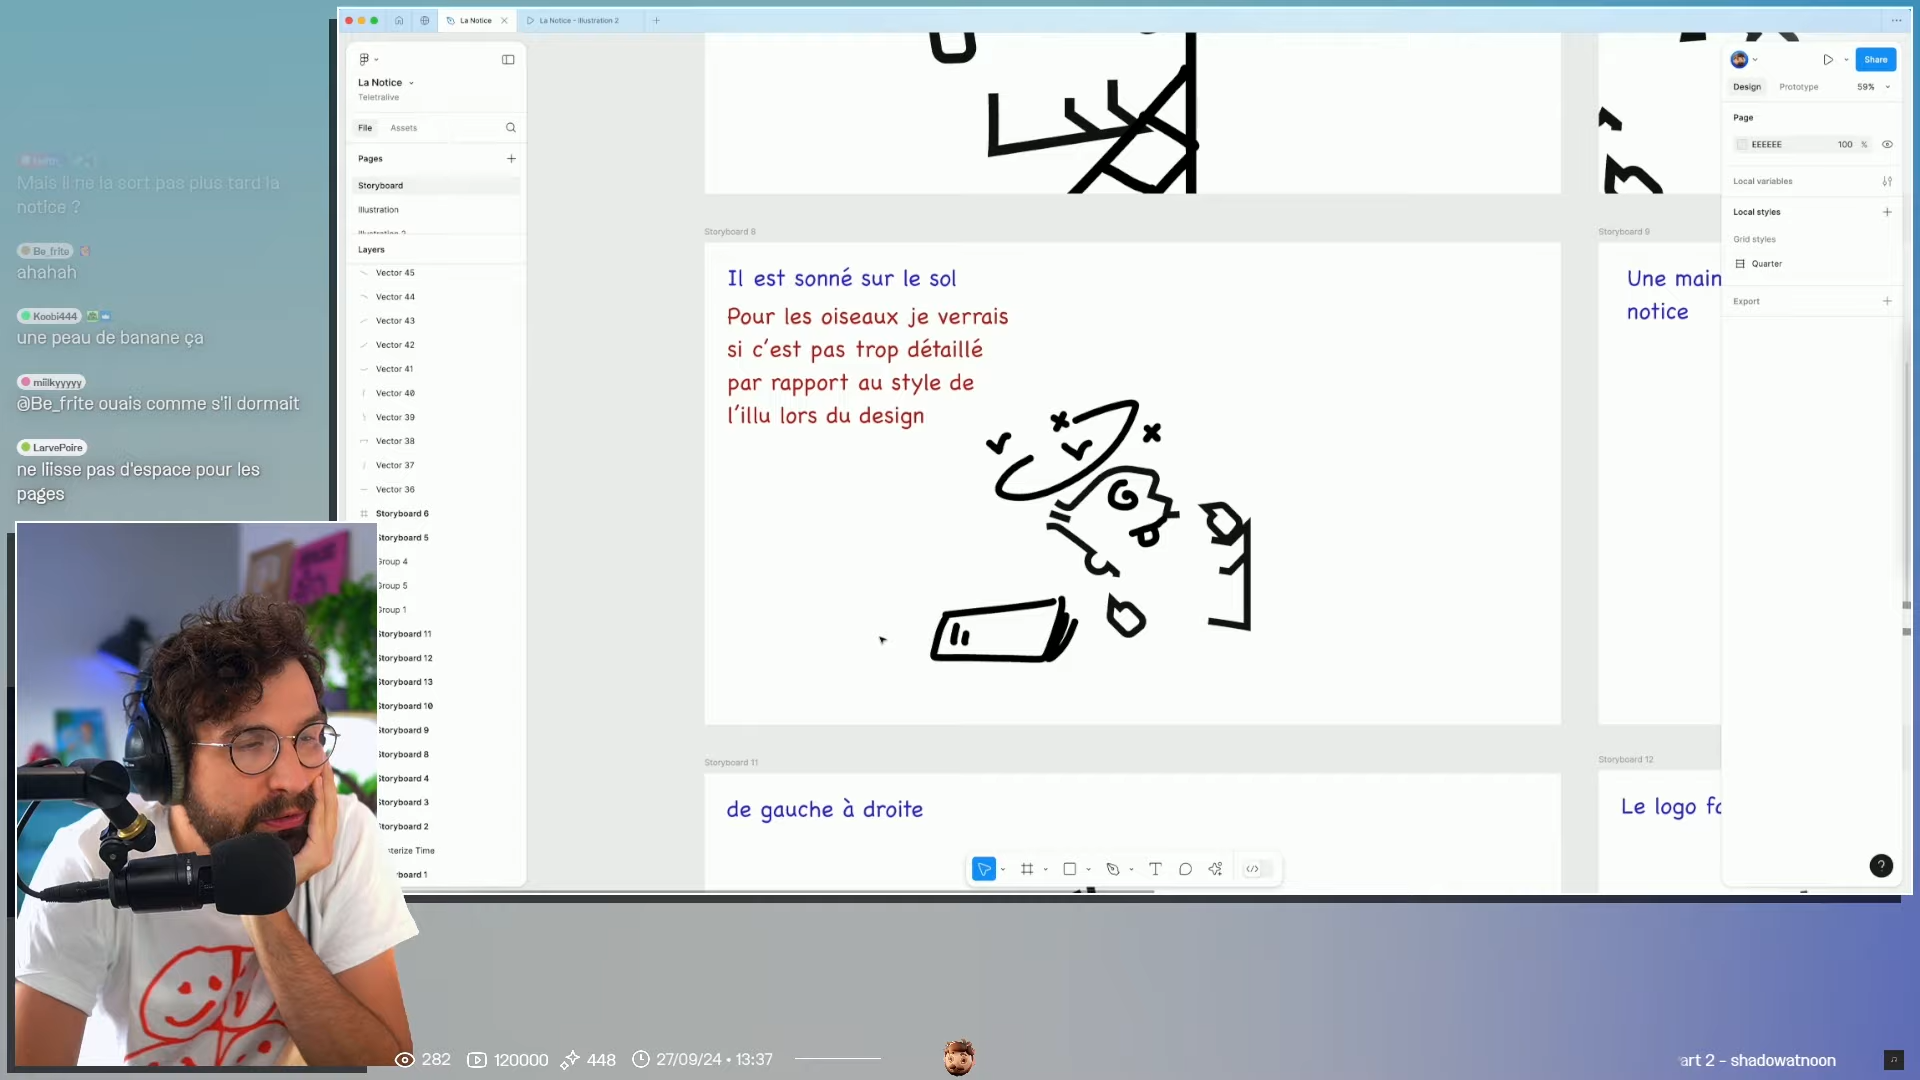 La Notice
La Notice - Illustration 2
La Notice
Teletralive
File
Assets
Pages
Storyboard
Illustration
Illustration 2
Layers
Vector 45
Vector 44
Vector 43
Vector 42
Vector 41
Vector 40
Vector 39
Vector 38
Vector 37
Vector 36
Storyboard 6
Storyboard 5
Group 4
Group 5
Group 1
Storyboard 11
Storyboard 12
Storyboard 13
Storyboard 10
Storyboard 9
Storyboard 8
Storyboard 4
Storyboard 3
Storyboard 2
Time
Mais il ne la sort pas plus tard la
notice ?
Be_frite
ahahah
Koobi444
une peau de banane ça
miilkyyyyy
@Be_frite ouais comme s'il dormait
LarvePoire
ne liisse pas d'espace pour les
pages
Storyboard 8
Il est sonné sur le sol
Pour les oiseaux je verrais
si c'est pas trop détaillé
par rapport au style de
l'illu lors du design
Storyboard 9
Une main
notice
Storyboard 11
de gauche à droite
Storyboard 12
Le logo
Share
Design
Prototype
59%
Page
EEEEEE
100
%
Local variables
Local styles
Grid styles
Quarter
Export
?
282
120000
448
27/09/24 • 13:37
art 2 - shadowatnoon